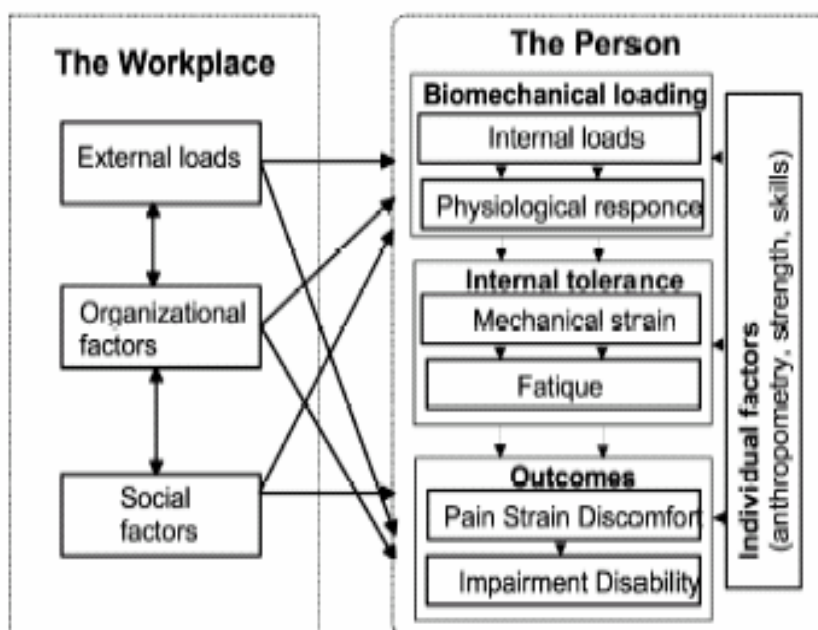 The Workplace
External loads
Organizational
factors
Social
factors
The Person
Biomechanical loading
Internal loads
Physiological responce
Internal tolerance
Mechanical strain
Fatique
Outcomes
Pain Strain Discomfort
Impairment Disability
Individual factors
(anthropometry, strength, skills)